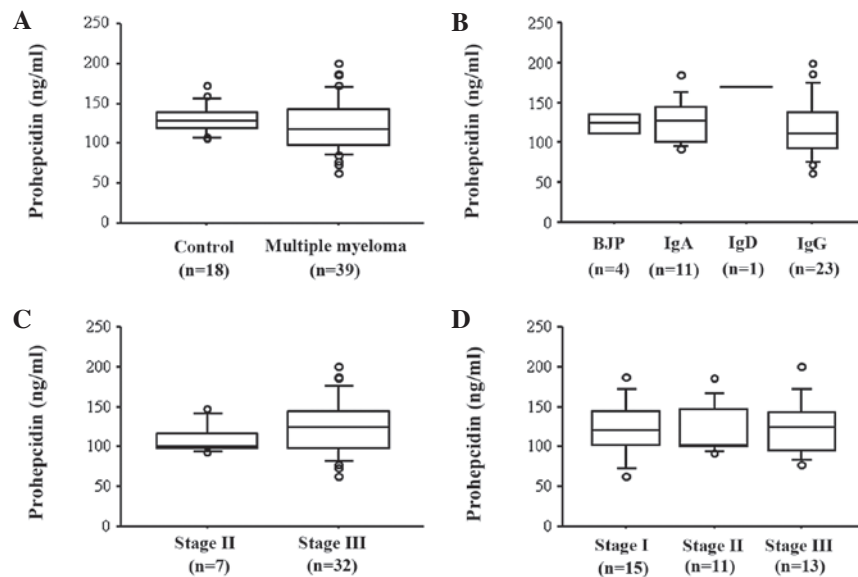 A
Prohepcidin (ng/ml)
250
200
150
100
50
0
Control
(n=18)
Multiple myeloma
(n=39)
B
Prohepcidin (ng/ml)
250
200
150
100
50
0
BJP
(n=4)
IgA
(n=11)
IgD
(n=1)
IgG
(n=23)
C
Prohepcidin (ng/ml)
250
200
150
100
50
0
Stage II
(n=7)
Stage III
(n=32)
D
Prohepcidin (ng/ml)
250
200
150
100
50
0
Stage I
(n=15)
Stage II
(n=11)
Stage III
(n=13)